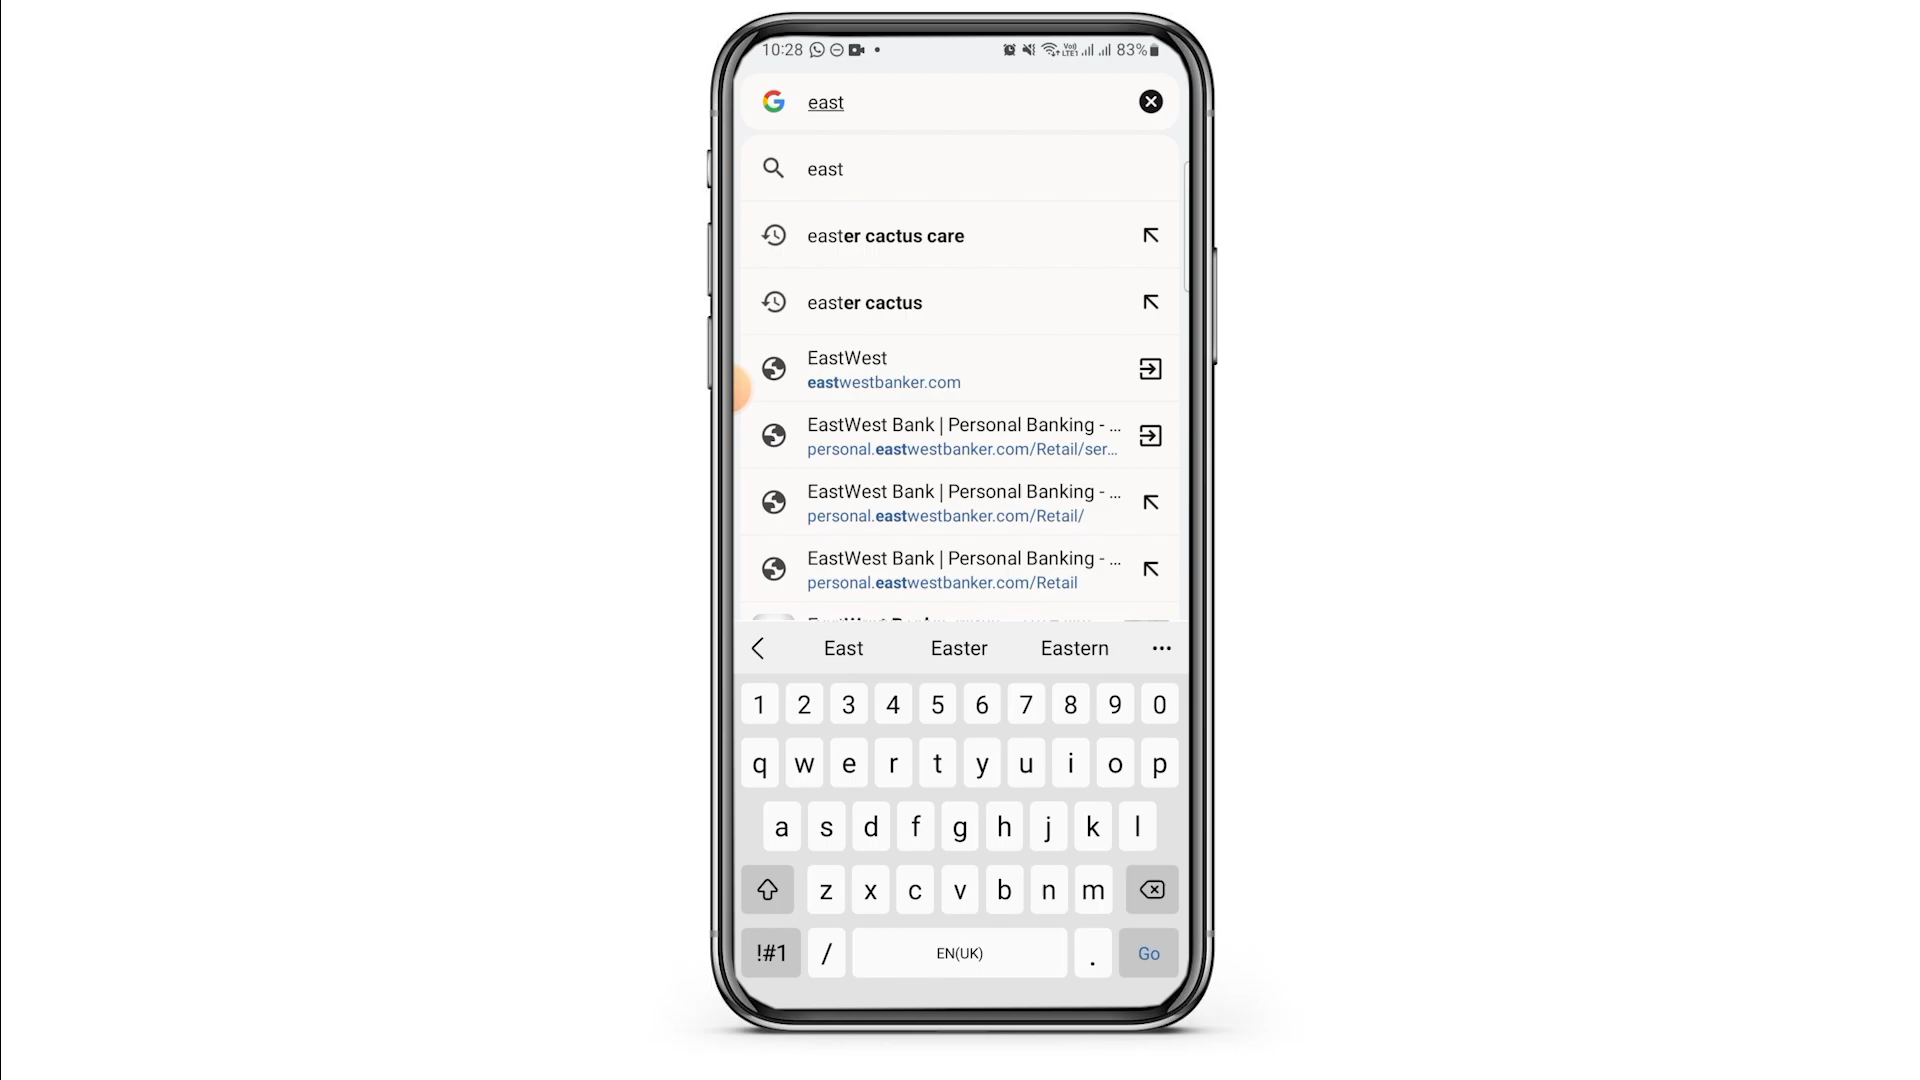 10:28
VoLTE1 83%
east
east
easter cactus care
easter cactus
EastWest
eastwestbanker.com
EastWest Bank | Personal Banking - ...
personal.eastwestbanker.com/Retail/ser...
EastWest Bank | Personal Banking - ...
personal.eastwestbanker.com/Retail/
EastWest Bank | Personal Banking - ...
personal.eastwestbanker.com/Retail
East Easter Eastern
1 2 3 4 5 6 7 8 9 0
q w e r t y u i o p
a s d f g h j k l
z x c v b n m
!#1 / EN(UK) . Go